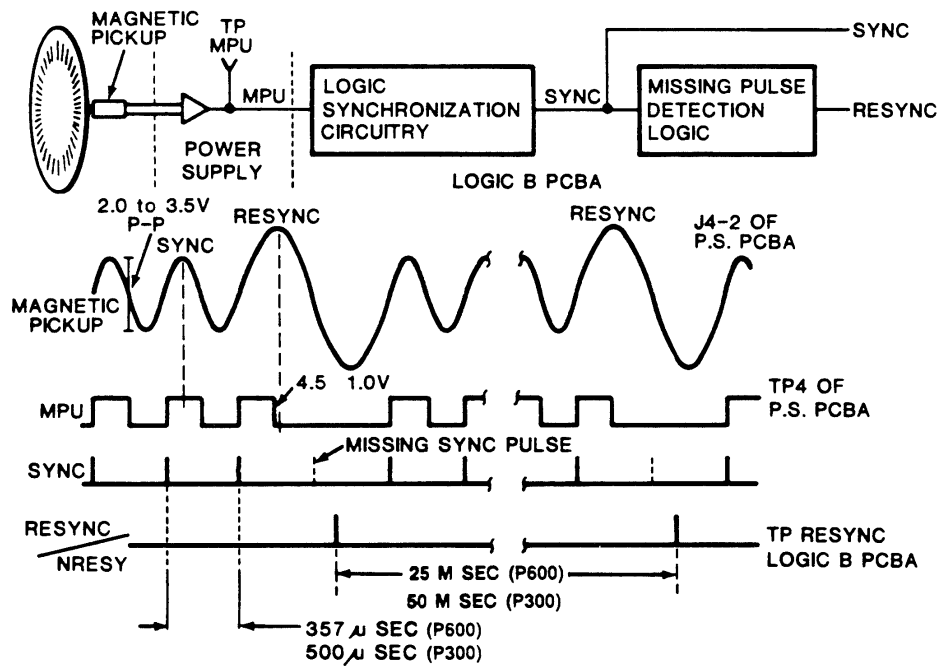 MAGNETIC
PICKUP
TP
MPU
MPU
LOGIC
SYNCHRONIZATION
CIRCUITRY
SYNC
MISSING PULSE
DETECTION
LOGIC
SYNC
RESYNC
POWER
SUPPLY
LOGIC B PCBA
2.0 to 3.5V
P-P
SYNC
RESYNC
RESYNC
J4-2 OF
P.S. PCBA
MAGNETIC
PICKUP
4.5 1.0V
MPU
TP4 OF
P.S. PCBA
MISSING SYNC PULSE
SYNC
RESYNC
NRESY
TP RESYNC
LOGIC B PCBA
25 M SEC (P600)
50 M SEC (P300)
357 μ SEC (P600)
500 μ SEC (P300)